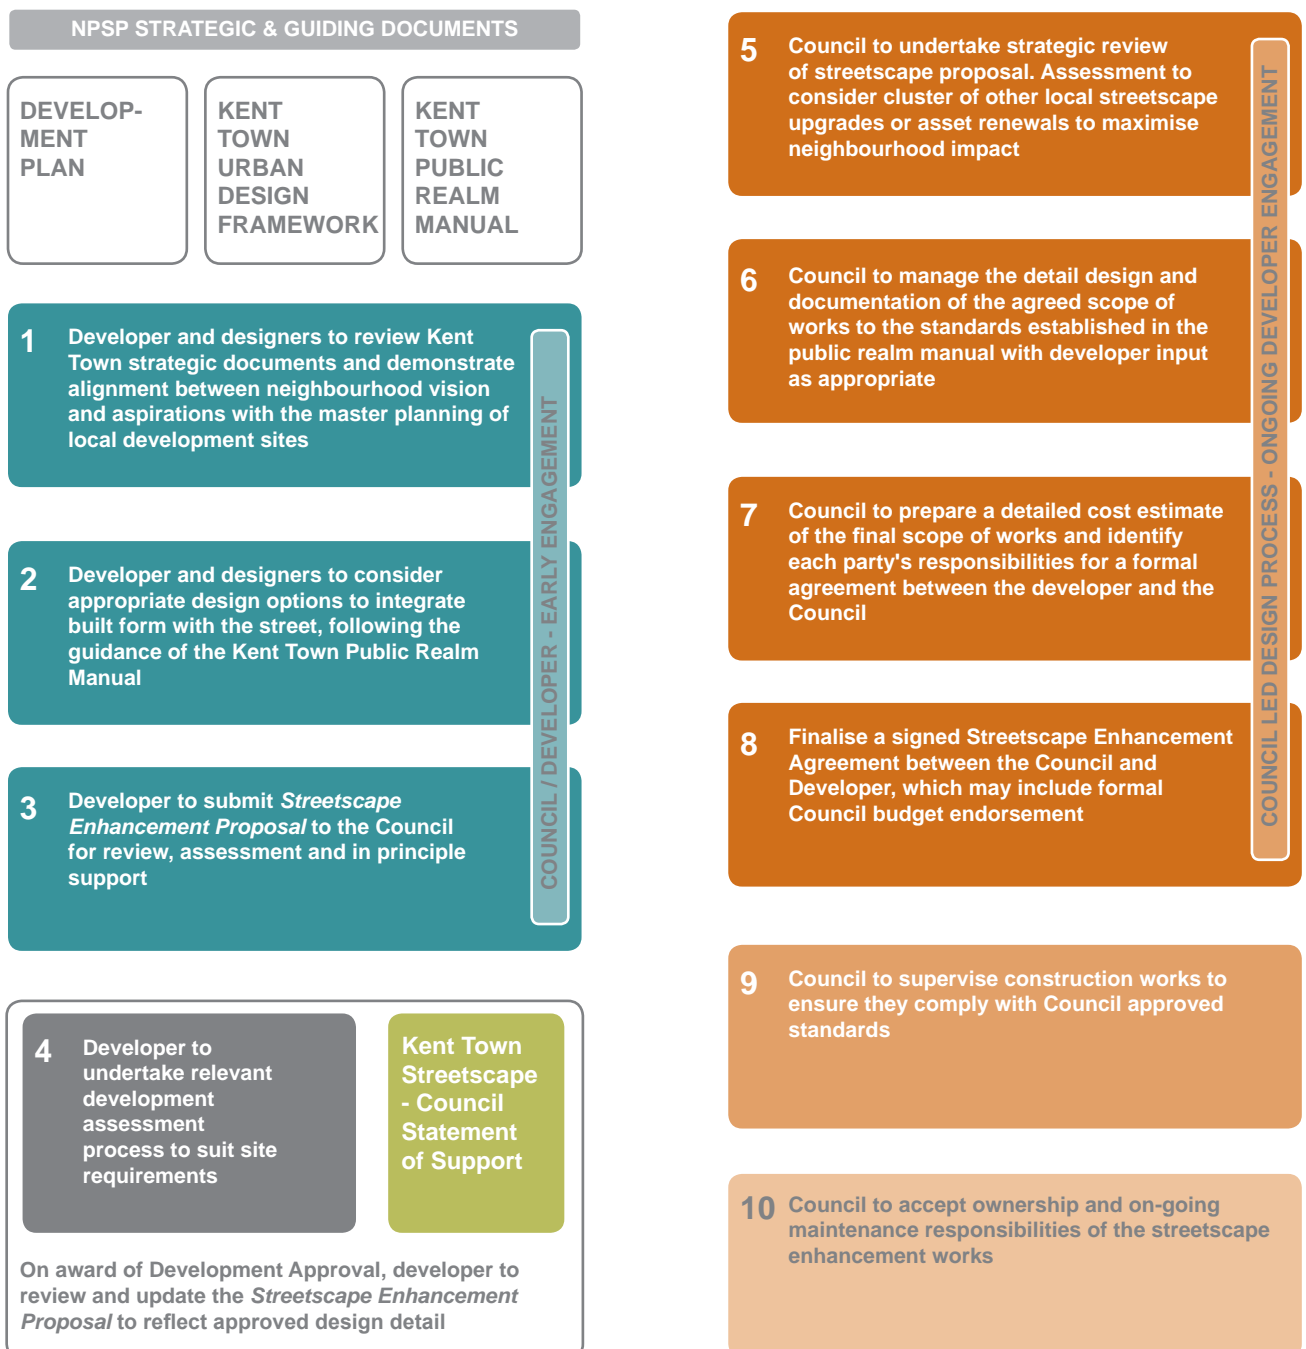 NPSP STRATEGIC & GUIDING DOCUMENTS
DEVELOP-
MENT
PLAN
KENT
TOWN
URBAN
DESIGN
FRAMEWORK
KENT
TOWN
PUBLIC
REALM
MANUAL
1
Developer and designers to review Kent
Town strategic documents and demonstrate
alignment between neighbourhood vision
and aspirations with the master planning of
local development sites
2
Developer and designers to consider
appropriate design options to integrate
built form with the street, following the
guidance of the Kent Town Public Realm
Manual
3
Developer to submit Streetscape
Enhancement Proposal to the Council
for review, assessment and in principle
support
COUNCIL / DEVELOPER - EARLY ENGAGEMENT
4
Developer to
undertake relevant
development
assessment
process to suit site
requirements
Kent Town
Streetscape
- Council
Statement
of Support
On award of Development Approval, developer to
review and update the Streetscape Enhancement
Proposal to reflect approved design detail
5
Council to undertake strategic review
of streetscape proposal. Assessment to
consider cluster of other local streetscape
upgrades or asset renewals to maximise
neighbourhood impact
6
Council to manage the detail design and
documentation of the agreed scope of
works to the standards established in the
public realm manual with developer input
as appropriate
7
Council to prepare a detailed cost estimate
of the final scope of works and identify
each party's responsibilities for a formal
agreement between the developer and the
Council
8
Finalise a signed Streetscape Enhancement
Agreement between the Council and
Developer, which may include formal
Council budget endorsement
COUNCIL LED DESIGN PROCESS - ONGOING DEVELOPER ENGAGEMENT
9
Council to supervise construction works to
ensure they comply with Council approved
standards
10
Council to accept ownership and on-going
maintenance responsibilities of the streetscape
enhancement works